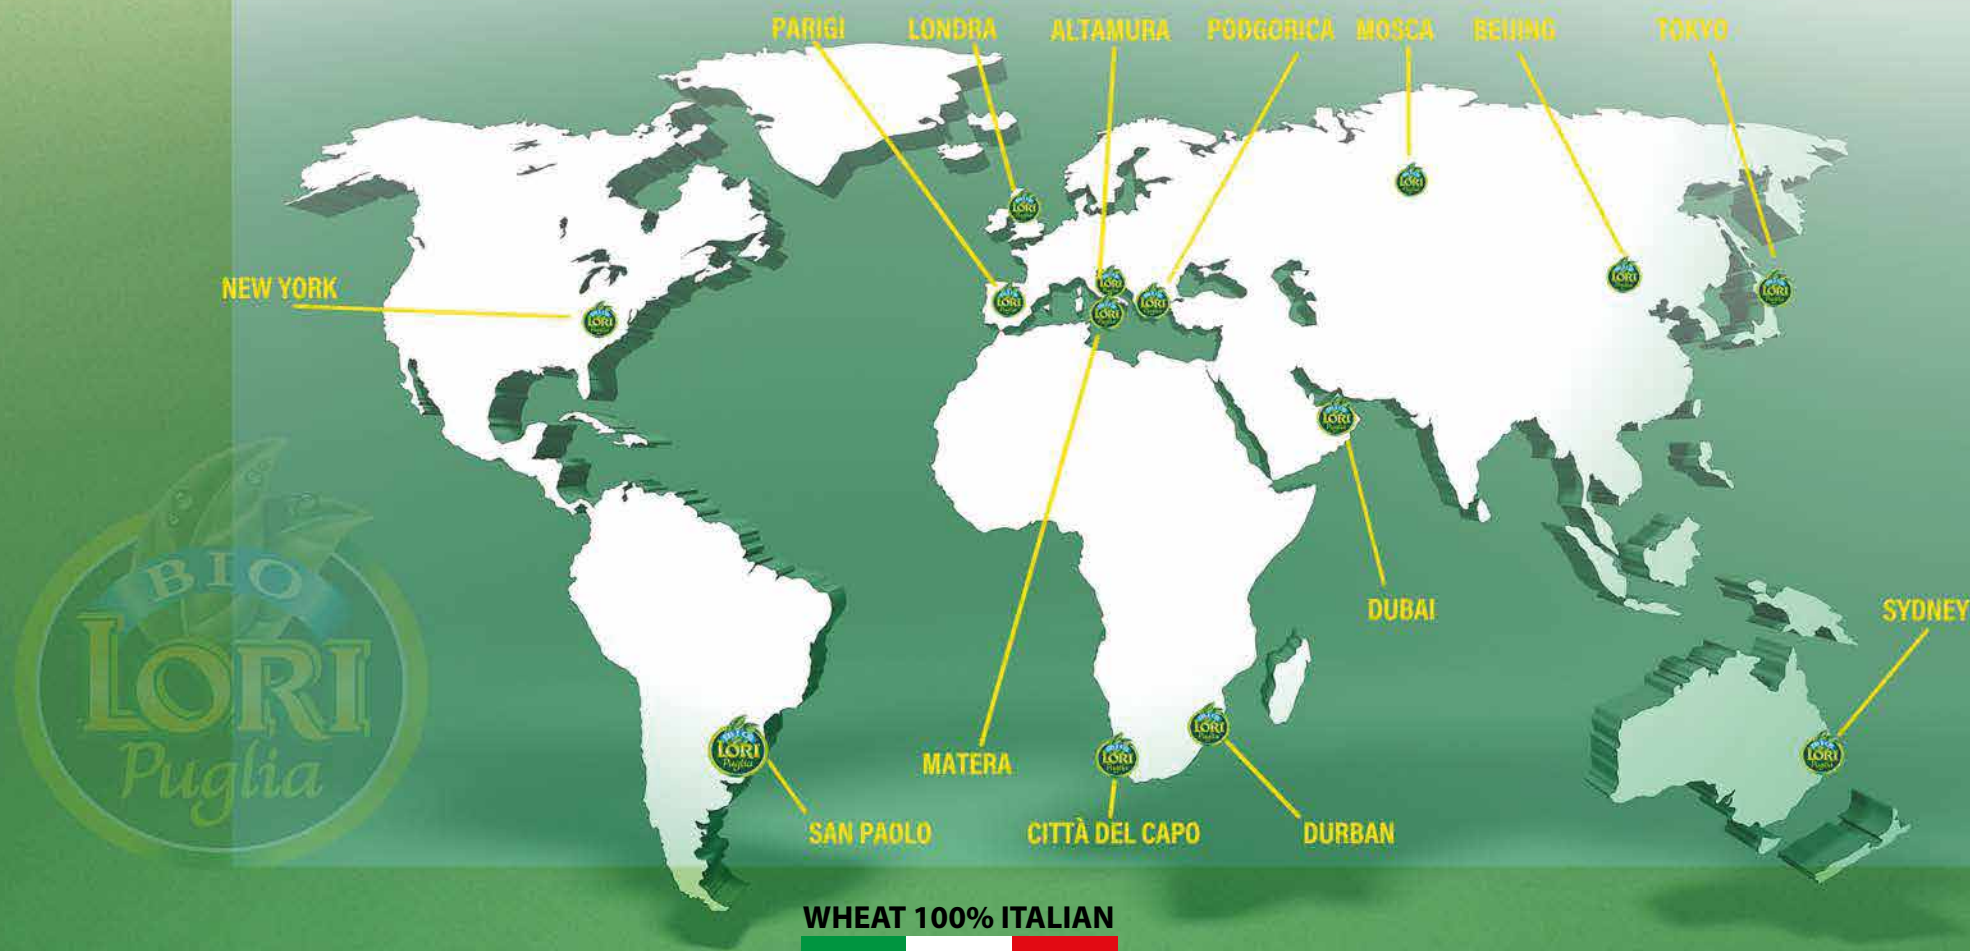 PARIGI LONDRA ALTAMURA PODGORICA MOSCA BEIJING TOKYO
NEW YORK
BIO
LORI
Puglia
DUBAI
SYDNEY
MATERA
SAN PAOLO
CITTÀ DEL CAPO
DURBAN
WHEAT 100% ITALIAN